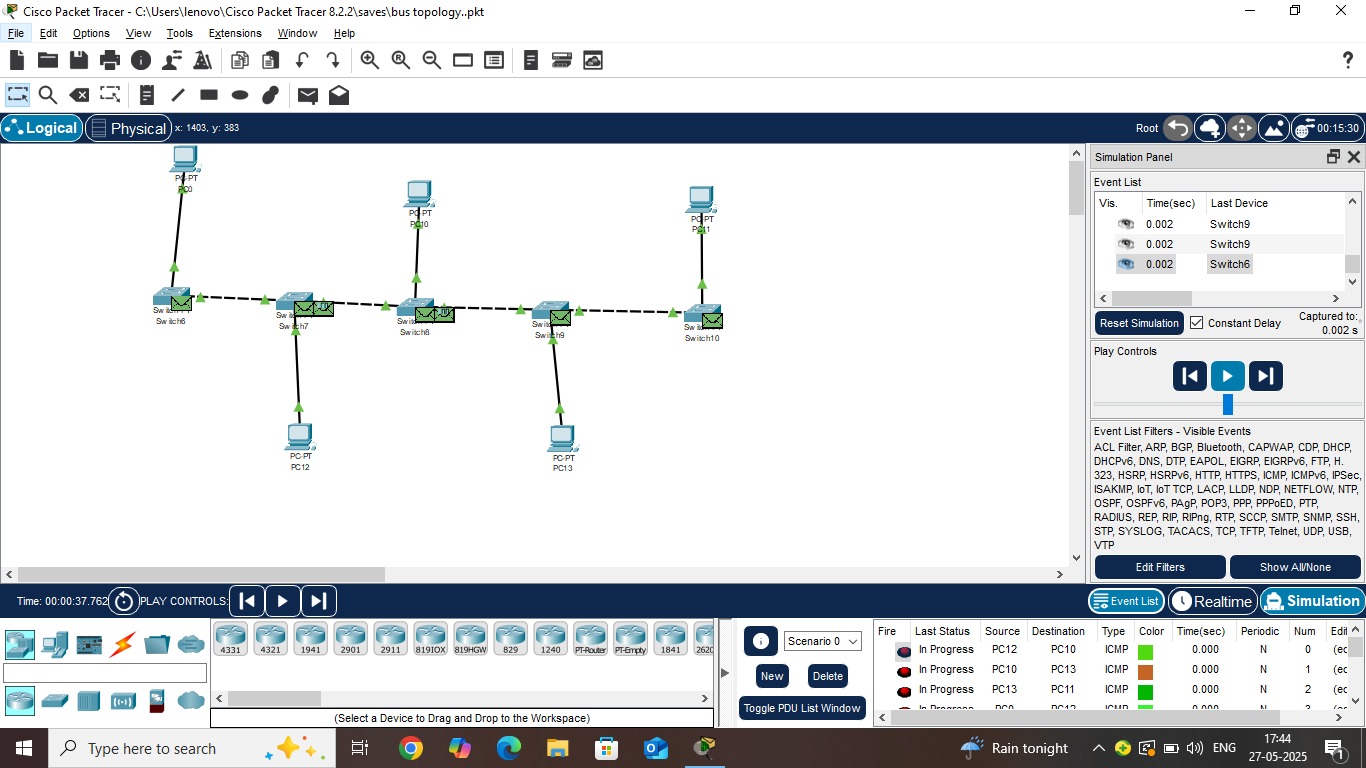 Cisco Packet Tracer - C:\Users\lenovo\Cisco Packet Tracer 8.2.2\saves\bus topology..pkt
File Edit Options View Tools Extensions Window Help
Logical Physical x: 1403, y: 383 Root 00:15:30
PC-PT
PC0
PC-PT
PC10
PC-PT
PC11
Switch6
Switch7
Switch8
Switch9
Switch10
PC-PT
PC12
PC-PT
PC13
Simulation Panel
Event List
Vis. Time(sec) Last Device
0.002 Switch9
0.002 Switch9
0.002 Switch6
Reset Simulation Constant Delay Captured to:
0.002 s
Play Controls
Event List Filters - Visible Events
ACL Filter, ARP, BGP, Bluetooth, CAPWAP, CDP, DHCP,
DHCPv6, DNS, DTP, EAPOL, EIGRP, EIGRPv6, FTP, H.
323, HSRP, HSRPv6, HTTP, HTTPS, ICMP, ICMPv6, IPSec,
ISAKMP, IoT, IoT TCP, LACP, LLDP, NDP, NETFLOW, NTP,
OSPF, OSPFv6, PAgP, POP3, PPP, PPPoED, PTP,
RADIUS, REP, RIP, RIPng, RTP, SCCP, SMTP, SNMP, SSH,
STP, SYSLOG, TACACS, TCP, TFTP, Telnet, UDP, USB,
VTP
Edit Filters Show All/None
Time: 00:00:37.762 PLAY CONTROLS: Event List Realtime Simulation
4331 4321 1941 2901 2911 819IOX 819HGW 829 1240 PT-Router PT-Empty 1841 2620
(Select a Device to Drag and Drop to the Workspace)
Scenario 0
New Delete
Toggle PDU List Window
Fire Last Status Source Destination Type Color Time(sec) Periodic N Num Edit
In Progress PC12 PC10 ICMP 0.000 N 0
In Progress PC10 PC13 ICMP 0.000 N 1
In Progress PC13 PC11 ICMP 0.000 N 2
Type here to search
Rain tonight ENG 17:44
27-05-2025